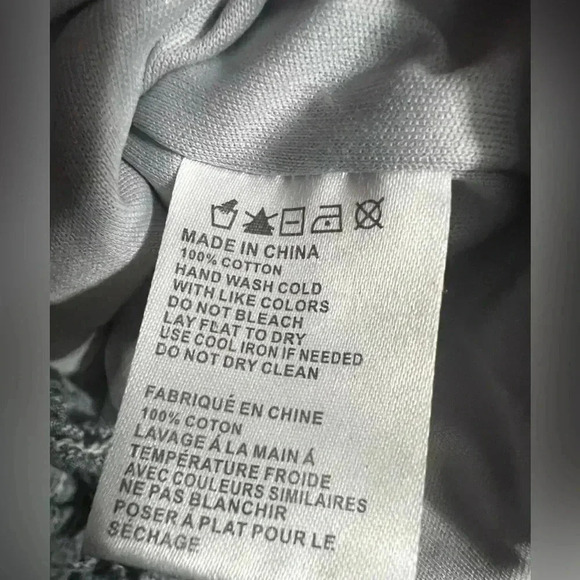 MADE IN CHINA
100% COTTON
HAND WASH COLD
WITH LIKE COLORS
DO NOT BLEACH
LAY FLAT TO DRY
USE COOL IRON IF NEEDED
DO NOT DRY CLEAN
FABRIQUÉ EN CHINE
100% COTON
LAVAGE Á LA MAIN Á
TEMPÉRATURE FROIDE
AVEC COULEURS SIMILAIRES
NE PAS BLANCHIR
POSER Á PLAT POUR LE
SÉCHAGE